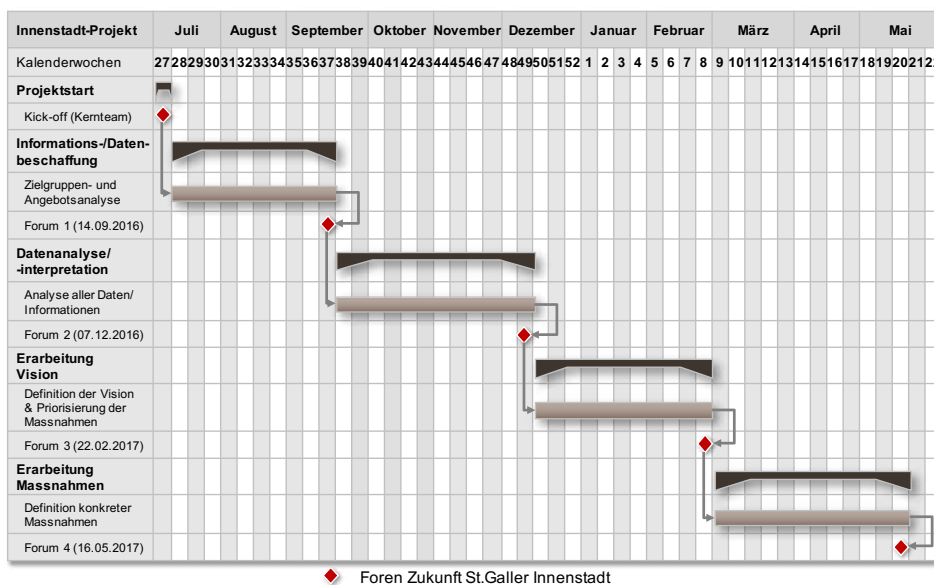 Innenstadt-Projekt Juli August September Oktober November Dezember Januar Februar März April Mai
Kalenderwochen 27 28 29 30 31 32 33 34 35 36 37 38 39 40 41 42 43 44 45 46 47 48 49 50 51 52 1 2 3 4 5 6 7 8 9 10 11 12 13 14 15 16 17 18 19 20 21
Projektstart
Kick-off (Kernteam)
Informations-/Daten-
beschaffung
Zielgruppen- und
Angebotsanalyse
Forum 1 (14.09.2016)
Datenanalyse/
-interpretation
Analyse aller Daten/
Informationen
Forum 2 (07.12.2016)
Erarbeitung
Vision
Definition der Vision
& Priorisierung der
Massnahmen
Forum 3 (22.02.2017)
Erarbeitung
Massnahmen
Definition konkreter
Massnahmen
Forum 4 (16.05.2017)
Foren Zukunft St.Galler Innenstadt